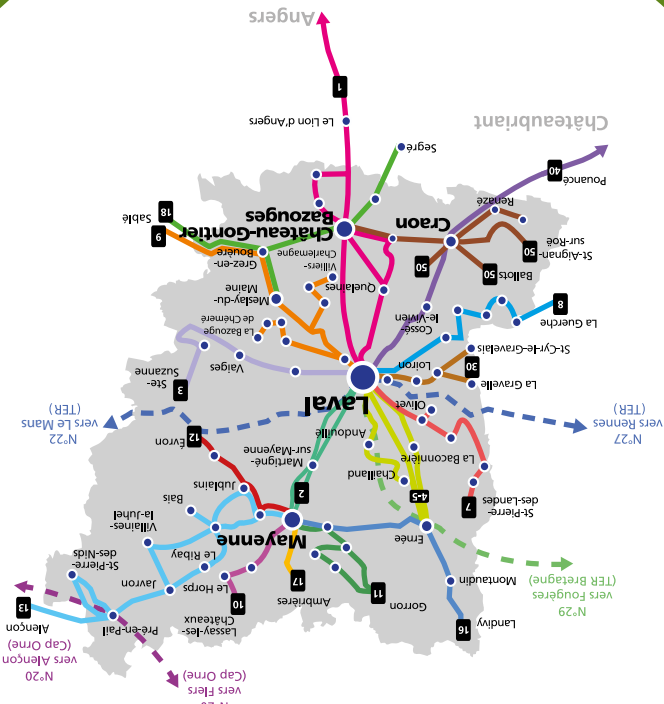 vers Flers
(Cap Orne)
N°20
vers Alençon
(Cap Orne)
Landivy
16
Lassay-les-
Châteaux
10
Pré-en-Pail
Alençon
13
N°29
vers Fougères
(TER Bretagne)
Gorron
11
Ambrières
17
Montaudin
Le Horps
Javron
St-Pierre-
des-Nids
Le Ribay
Ernée
Mayenne
Villaines-
la-Juhel
St-Pierre-
des-Landes
7
4-5
2
Bais
Jublains
Chailland
La Baconnière
Martigné-
sur-Mayenne
Évron
12
Andouillé
N°27
vers Rennes
(TER)
N°22
vers Le Mans
(TER)
Olivet
Laval
La Gravelle
30
Loiron
St-Cyr-le-Gravelais
Vaiges
Ste-
Suzanne
3
La Guerche
8
Cossé-
le-Vivien
La Bazouge
de Chémeré
Meslay-du-
Maine
Quelaines
Villiers-
Charlemagne
Ballots
50
50
St-Aignan-
sur-Roë
50
Grez-en-
Bouère
Craon
Château-Gontier
Bazouges
9
Sablé
18
Renazé
Pouancé
40
Segré
Châteaubriant
Le Lion d'Angers
1
Angers